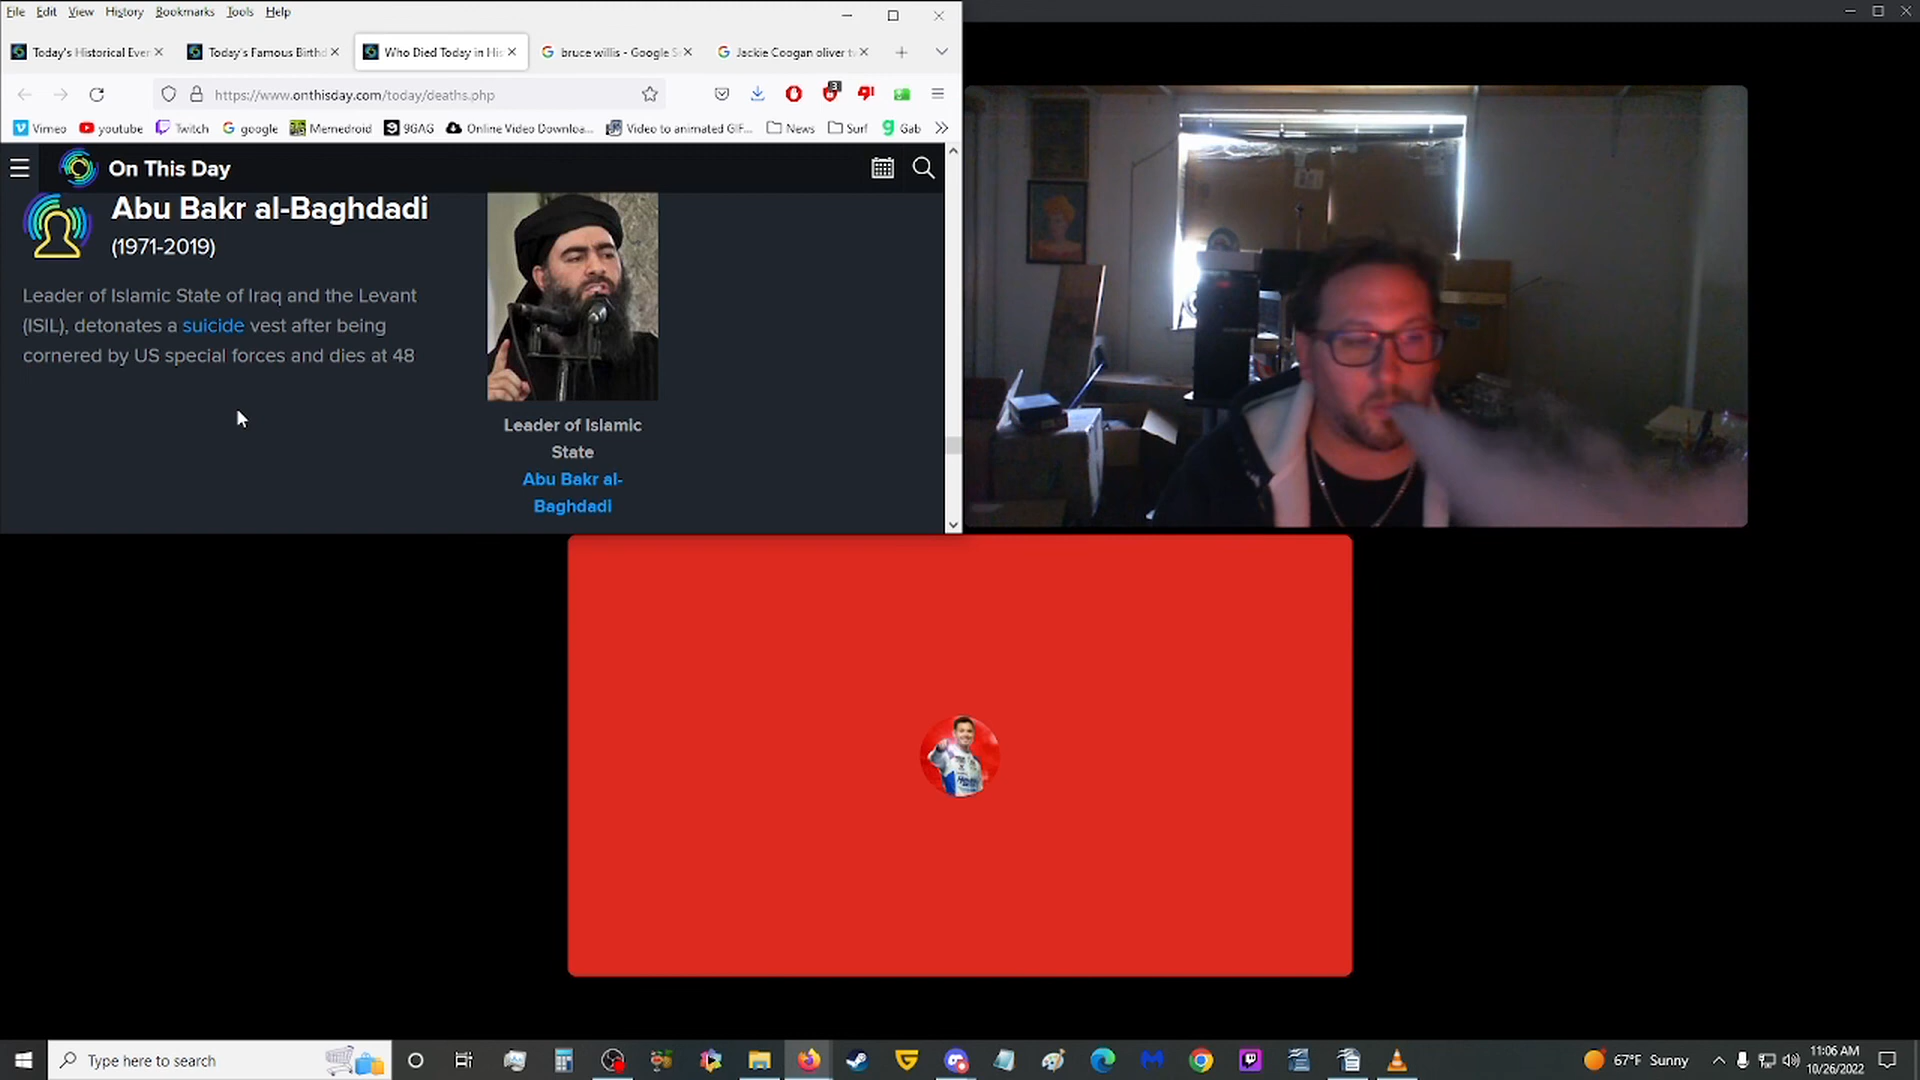 File Edit View History Bookmarks Tools Help
Today's Historical Even
Today's Famous Birthd
Who Died Today in His
bruce willis - Google S
Jackie Coogan oliver tw
https://www.onthisday.com/today/deaths.php
3
Vimeo youtube Twitch google Memedroid 9GAG Online Video Downloa... Video to animated GIF... News Surf Gab
On This Day
Abu Bakr al-Baghdadi
(1971-2019)
Leader of Islamic State of Iraq and the Levant
(ISIL), detonates a suicide vest after being
cornered by US special forces and dies at 48
Leader of Islamic
State
Abu Bakr al-
Baghdadi
Type here to search
67°F Sunny
11:06 AM
10/26/2022